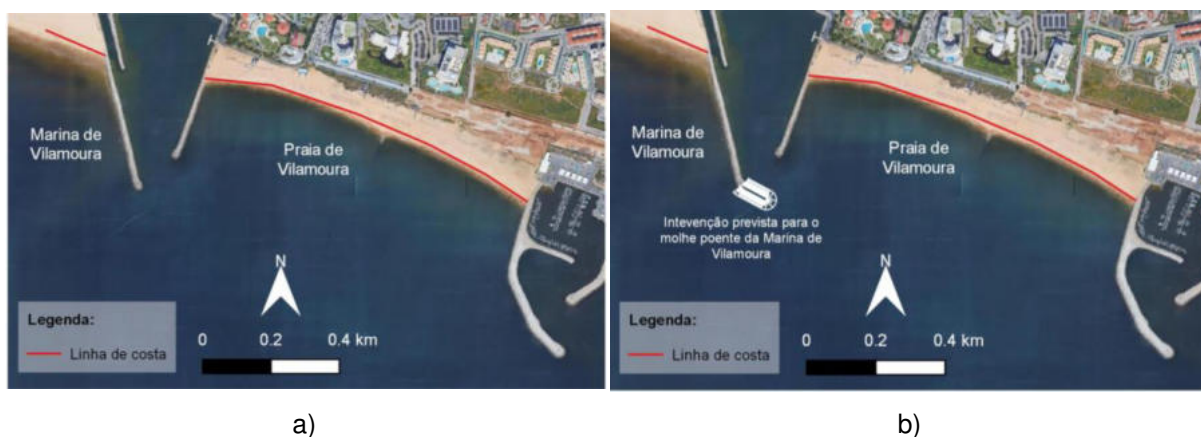 Marina de
Vilamoura
Praia de
Vilamoura
N
Legenda:
Linha de costa
0 0.2 0.4 km
a)
Marina de
Vilamoura
Praia de
Vilamoura
Intevenção prevista para o
molhe poente da Marina de
Vilamoura
N
Legenda:
Linha de costa
0 0.2 0.4 km
b)